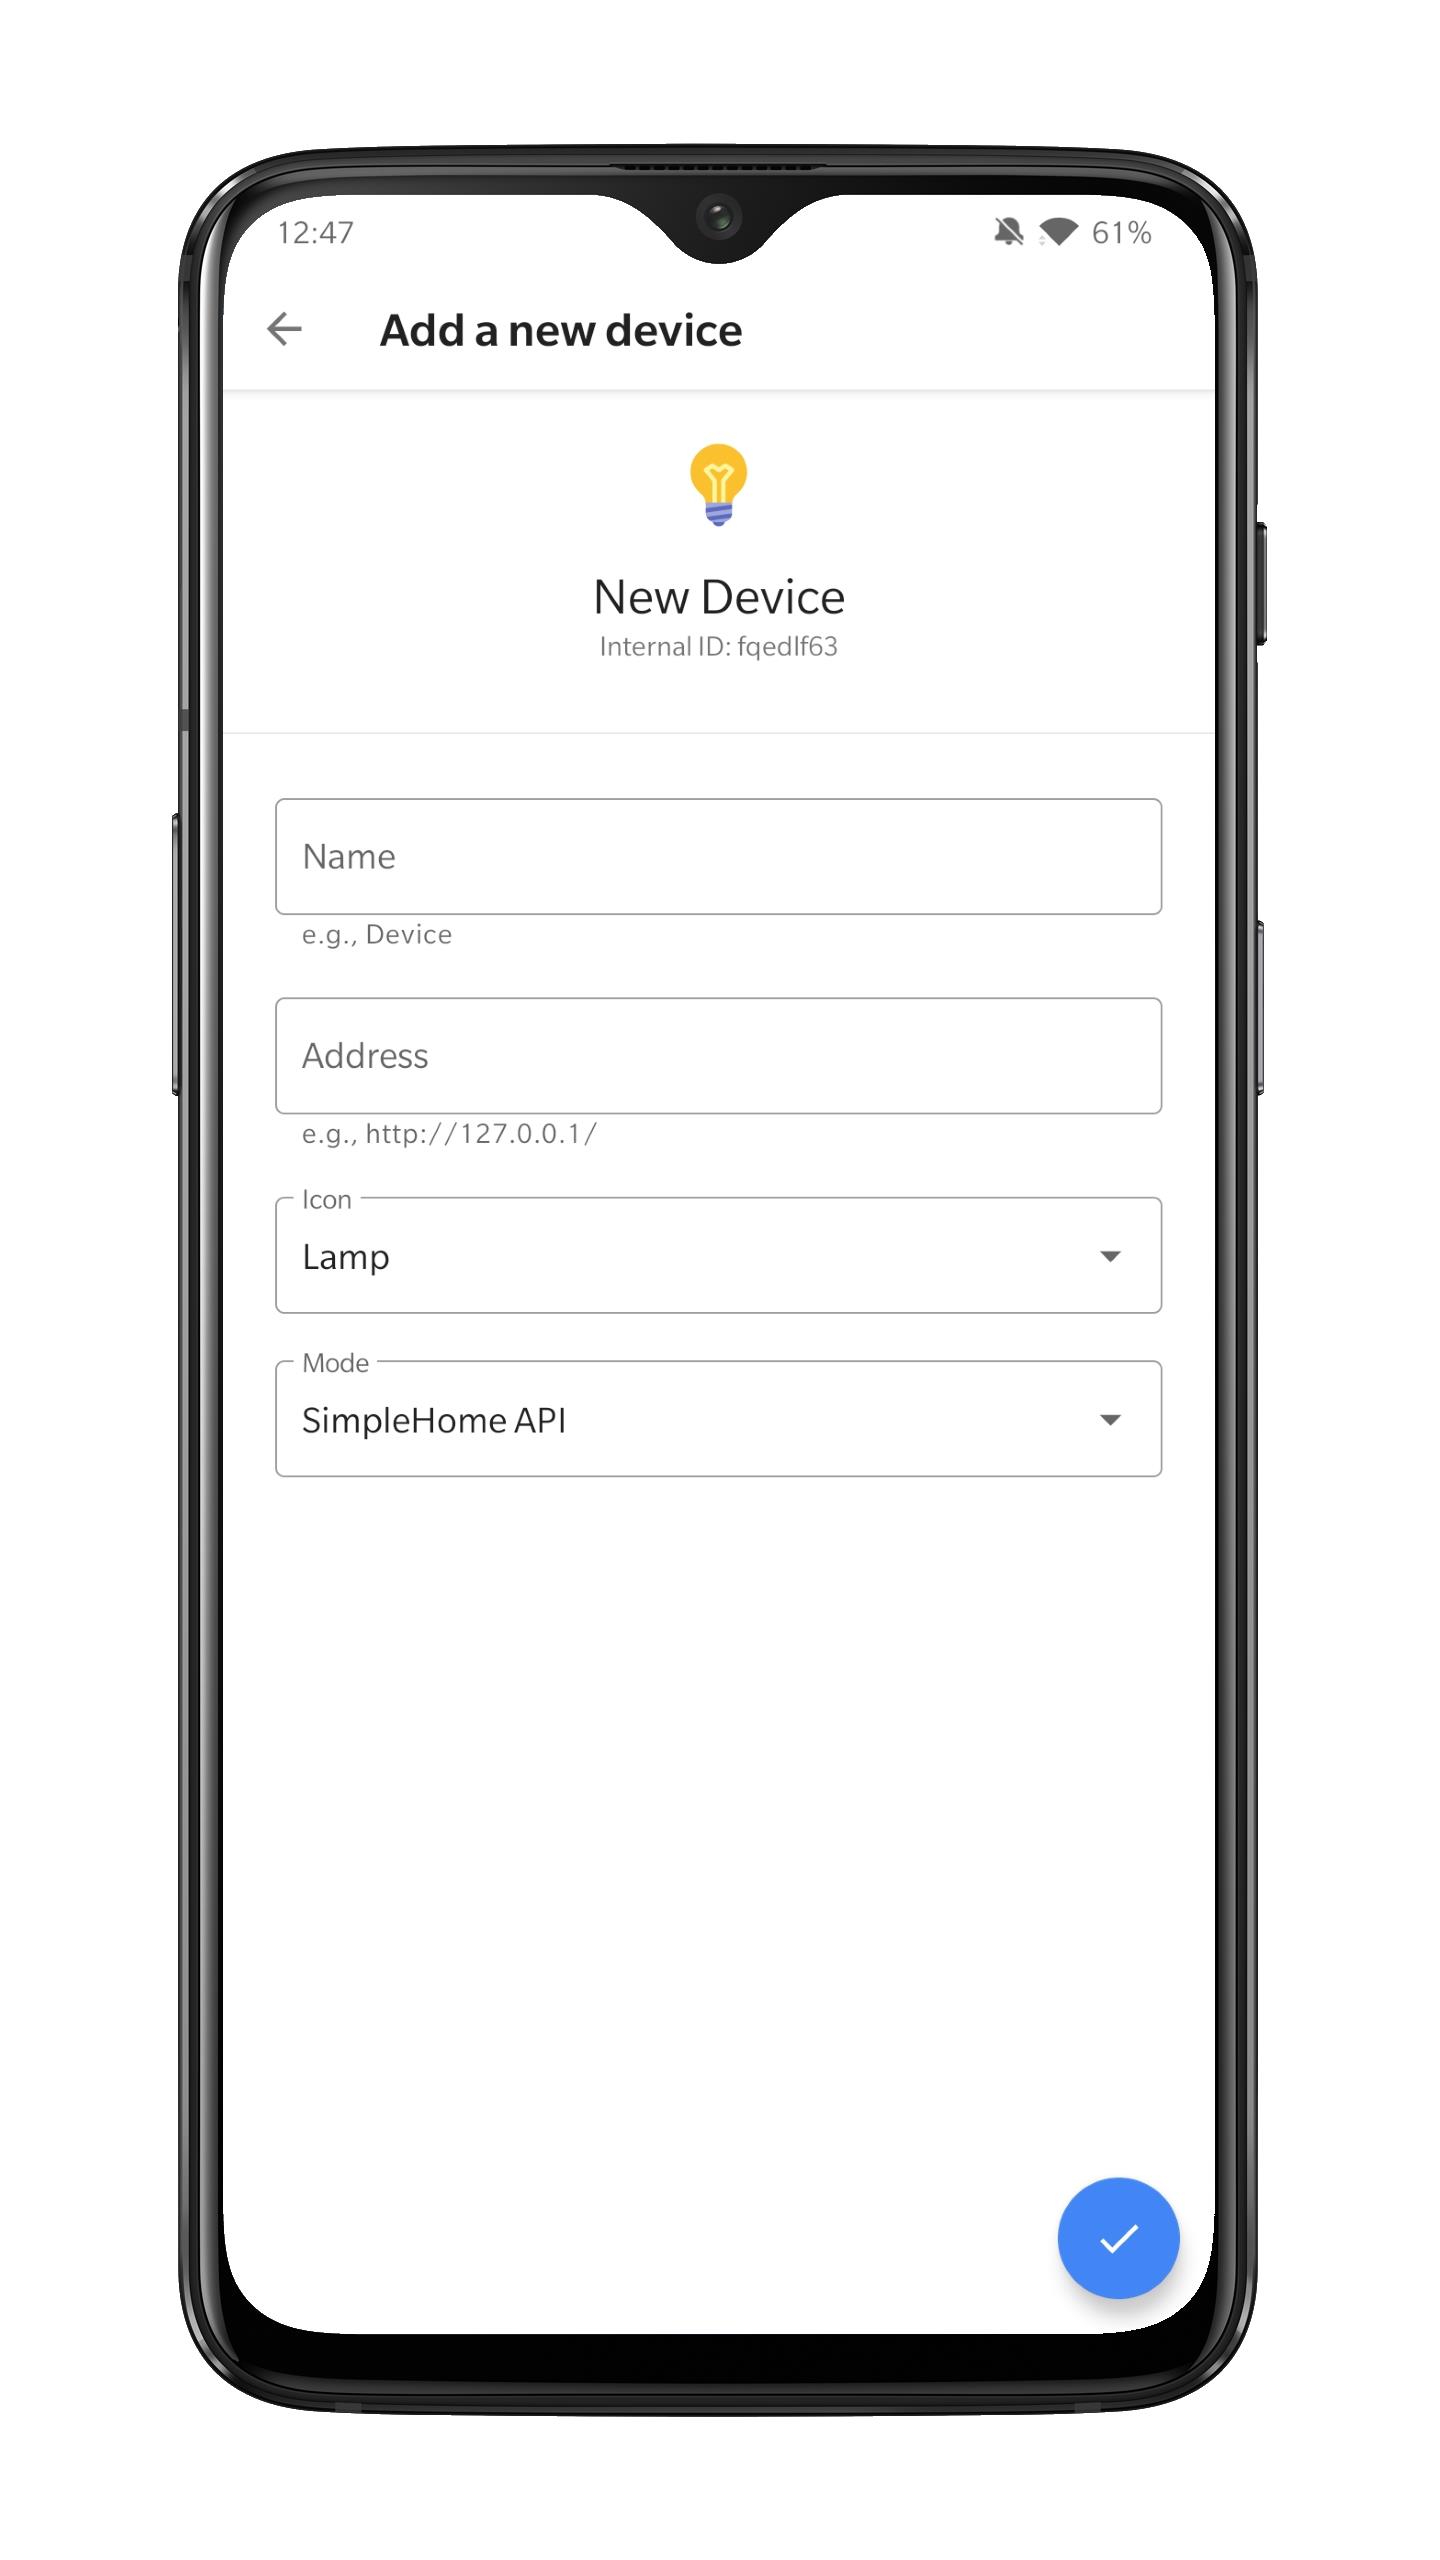 12:47 61%
Add a new device
New Device
Internal ID: fqedlf63
Name
e.g., Device
Address
e.g., http://127.0.0.1/
Icon
Lamp
Mode
SimpleHome API